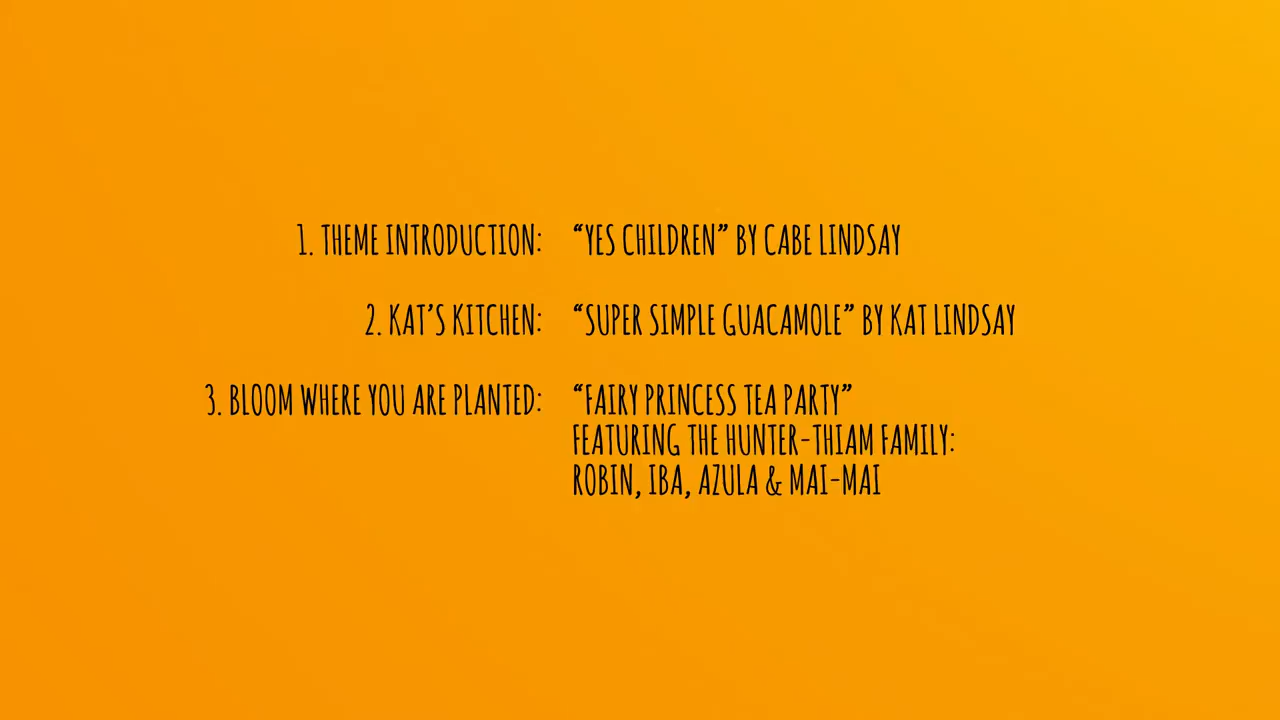 1. THEME INTRODUCTION: “YES CHILDREN” BY CABE LINDSAY
2. KAT’S KITCHEN: “SUPER SIMPLE GUACAMOLE” BY KAT LINDSAY
3. BLOOM WHERE YOU ARE PLANTED: “FAIRY PRINCESS TEA PARTY”
FEATURING THE HUNTER-THIAM FAMILY:
ROBIN, IBA, AZULA & MAI-MAI